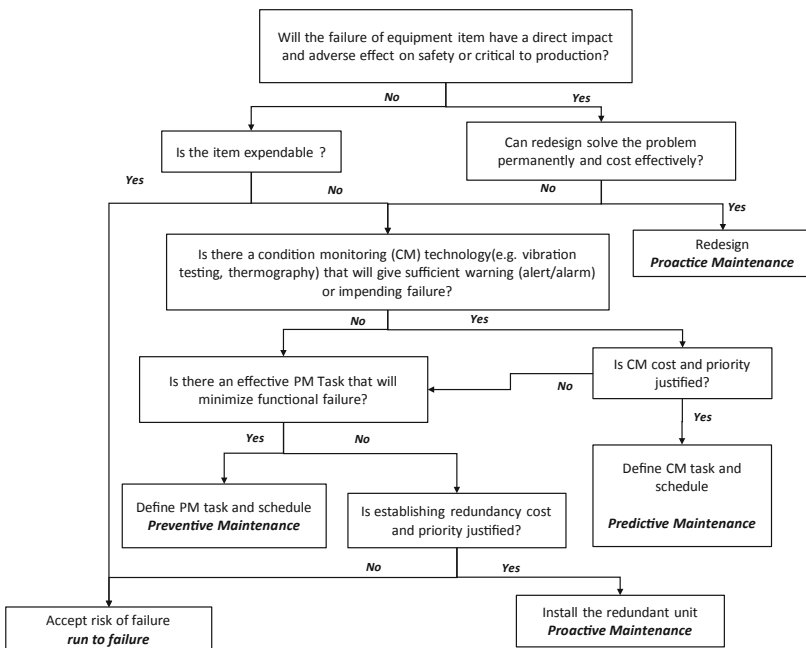 Will the failure of equipment item have a direct impact
and adverse effect on safety or critical to production?
No
Yes
Is the item expendable ?
Can redesign solve the problem
permanently and cost effectively?
Yes
No
No
Yes
Redesign
Proactice Maintenance
Is there a condition monitoring (CM) technology(e.g. vibration
testing, thermography) that will give sufficient warning (alert/alarm)
or impending failure?
No
Yes
Is there an effective PM Task that will
minimize functional failure?
No
Is CM cost and priority
justified?
Yes
Yes
No
Define PM task and schedule
Preventive Maintenance
Is establishing redundancy cost
and priority justified?
Define CM task and
schedule
Predictive Maintenance
No
Yes
Accept risk of failure
run to failure
Install the redundant unit
Proactive Maintenance